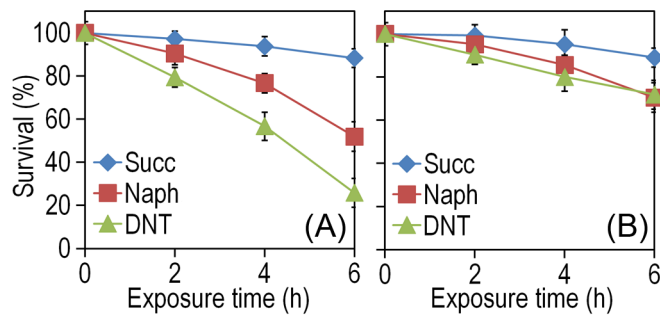 100
80
60
40
20
0
Survival (%)
Succ
Naph
DNT
(A)
0 2 4 6
Exposure time (h)
Succ
Naph
DNT
(B)
0 2 4 6
Exposure time (h)